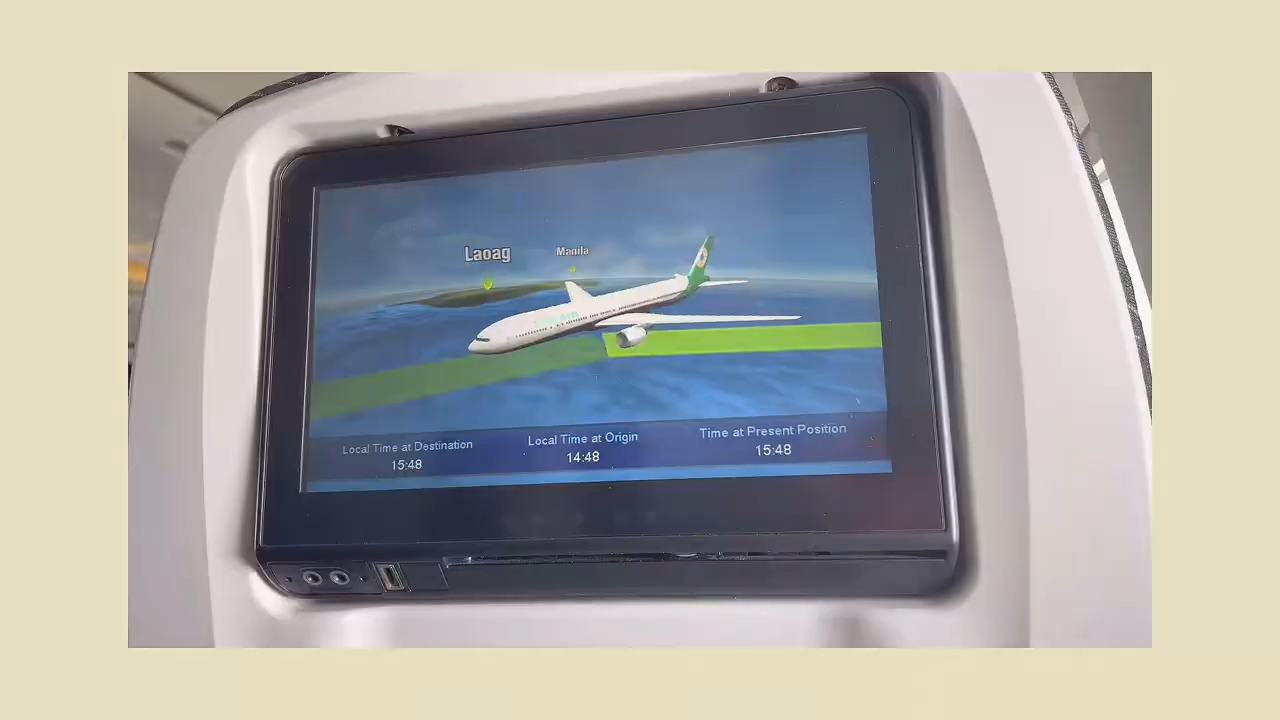 Laoag
Manila
Local Time at Destination
15:48
Local Time at Origin
14:48
Time at Present Position
15:48